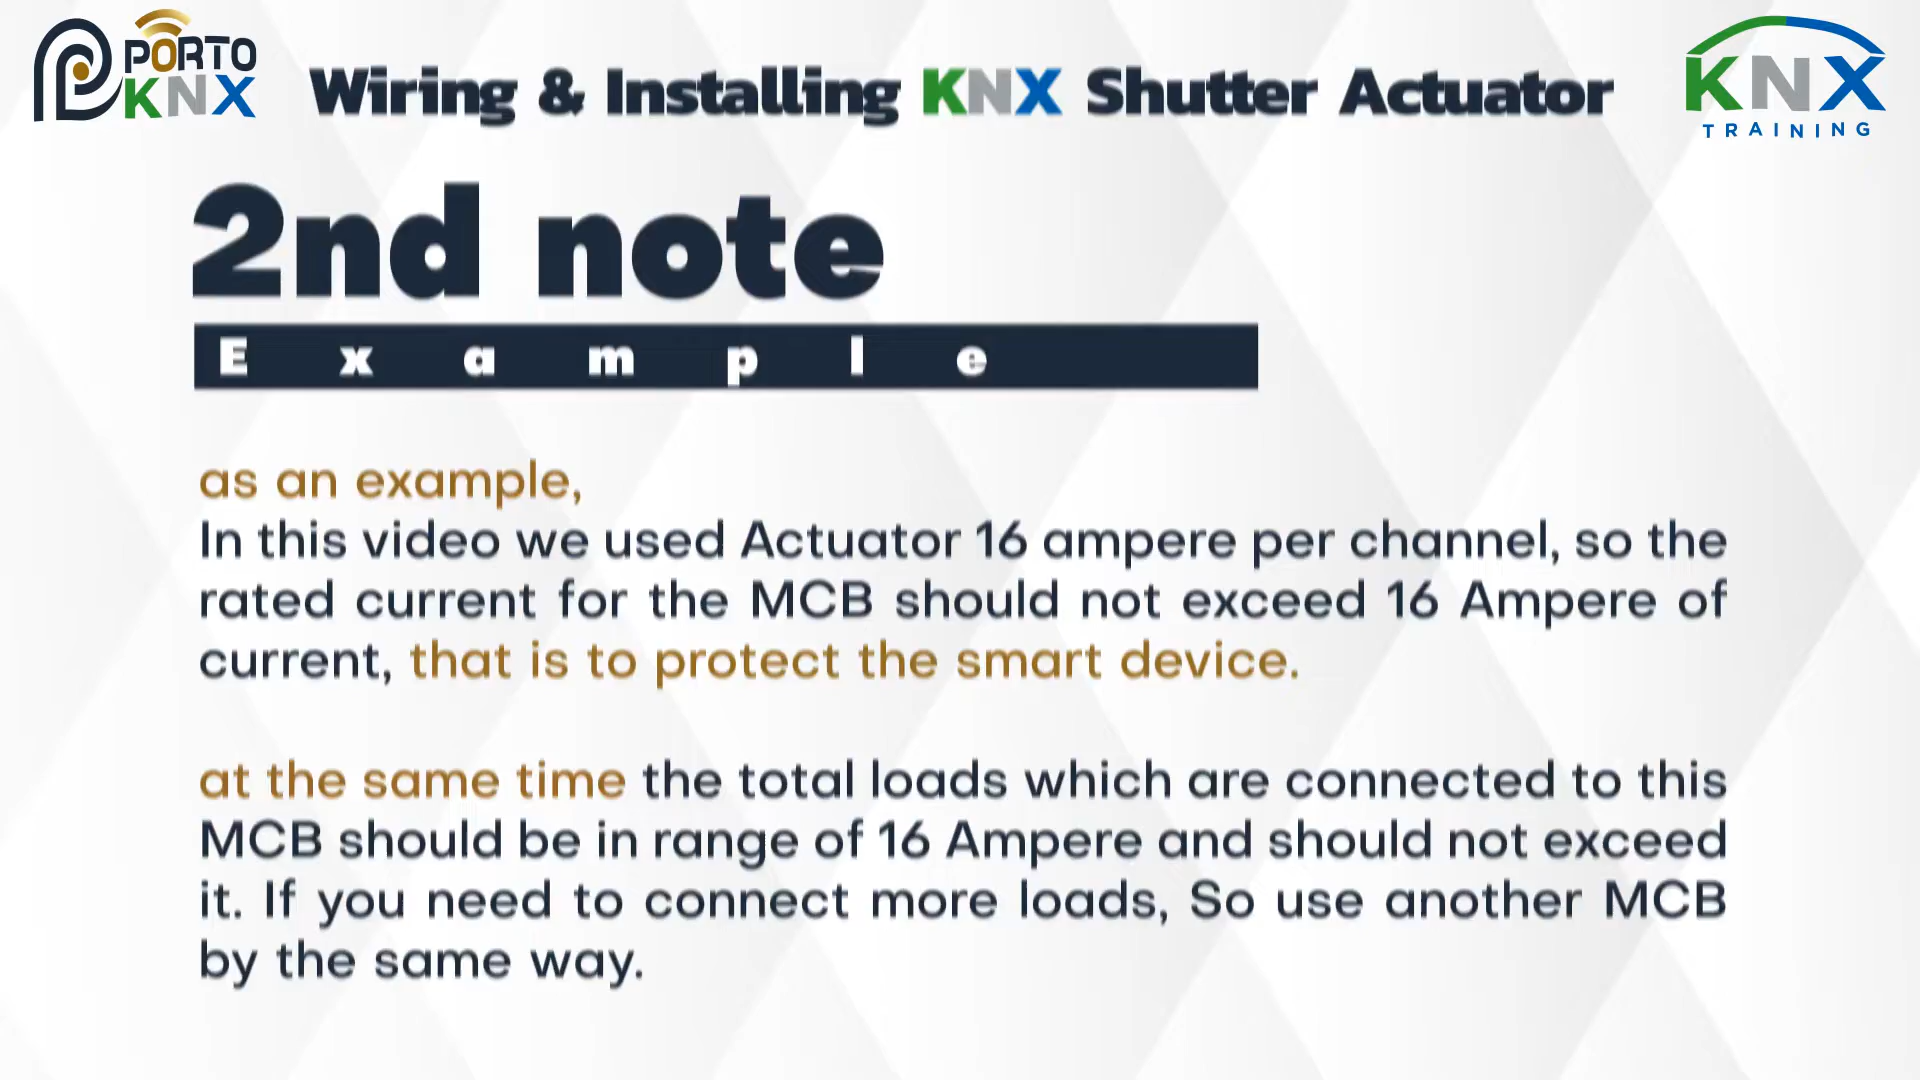 PORTO
KNX
Wiring & Installing KNX Shutter Actuator
KNX
TRAINING
2nd note
Example
as an example,
In this video we used Actuator 16 ampere per channel, so the
rated current for the MCB should not exceed 16 Ampere of
current, that is to protect the smart device.
at the same time the total loads which are connected to this
MCB should be in range of 16 Ampere and should not exceed
it. If you need to connect more loads, So use another MCB
by the same way.